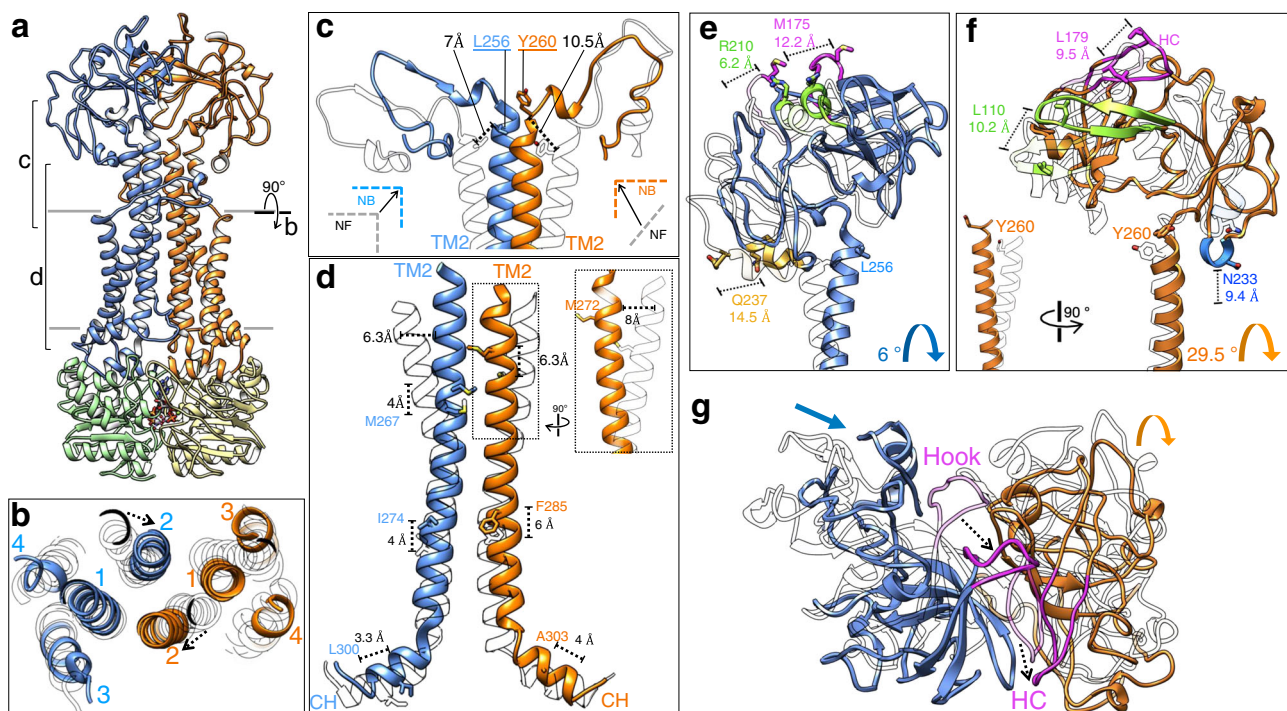 a
c
d
90°
b
c
7Å
L256
Y260
10.5Å
NB
NF
NB
NF
TM2
TM2
d
TM2
TM2
6.3Å
4Å
M267
6.3Å
90°
M272
8Å
I274
4 Å
F285
6 Å
L300
3.3 Å
A303
4 Å
CH
CH
b
4
2
3
1
1
2
4
3
e
M175
12.2 Å
R210
6.2 Å
L256
Q237
14.5 Å
6 °
f
L179
9.5 Å
HC
L110
10.2 Å
Y260
Y260
N233
9.4 Å
90 °
29.5 °
g
Hook
HC